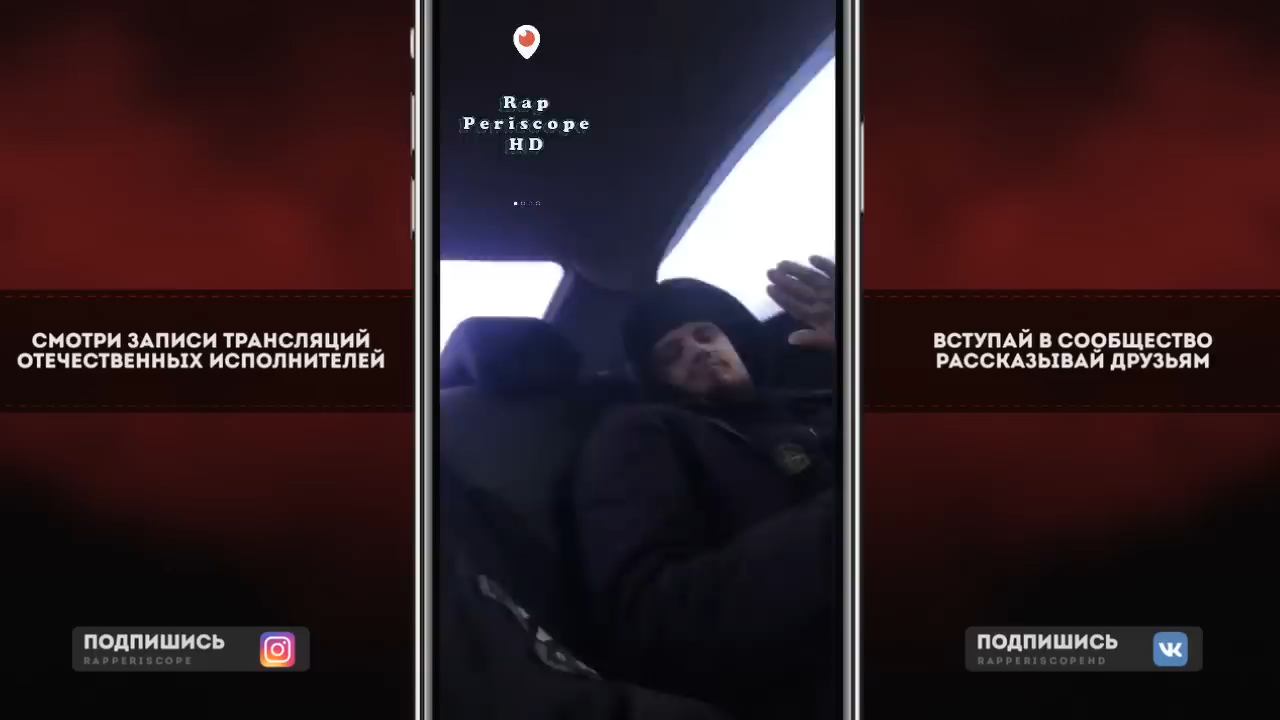 Rap
Periscope
HD
СМОТРИ ЗАПИСИ ТРАНСЛЯЦИЙ
ОТЕЧЕСТВЕННЫХ ИСПОЛНИТЕЛЕЙ
ВСТУПАЙ В СООБЩЕСТВО
РАССКАЗЫВАЙ ДРУЗЬЯМ
ПОДПИШИСЬ
RAPPERISCOPE
ПОДПИШИСЬ
RAPPERISCOPEHD